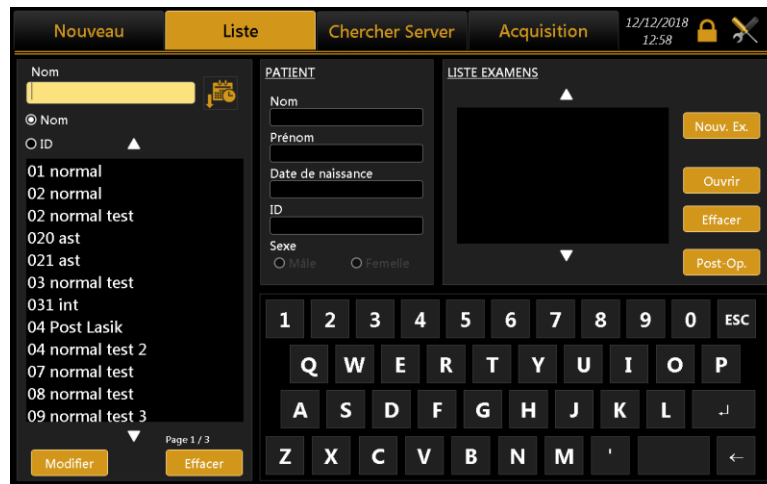 Nouveau
Liste
Chercher Server
Acquisition
12/12/2018
12:58
Nom
Nom
ID
01 normal
02 normal
02 normal test
020 ast
021 ast
03 normal test
031 int
04 Post Lasik
04 normal test 2
07 normal test
08 normal test
09 normal test 3
Page 1 / 3
Modifier
Effacer
PATIENT
Nom
Prénom
Date de naissance
ID
Sexe
Mâle
Femelle
LISTE EXAMENS
Nouv. Ex.
Ouvrir
Effacer
Post-Op.
1 2 3 4 5 6 7 8 9 0 ESC
Q W E R T Y U I O P
A S D F G H J K L
Z X C V B N M '